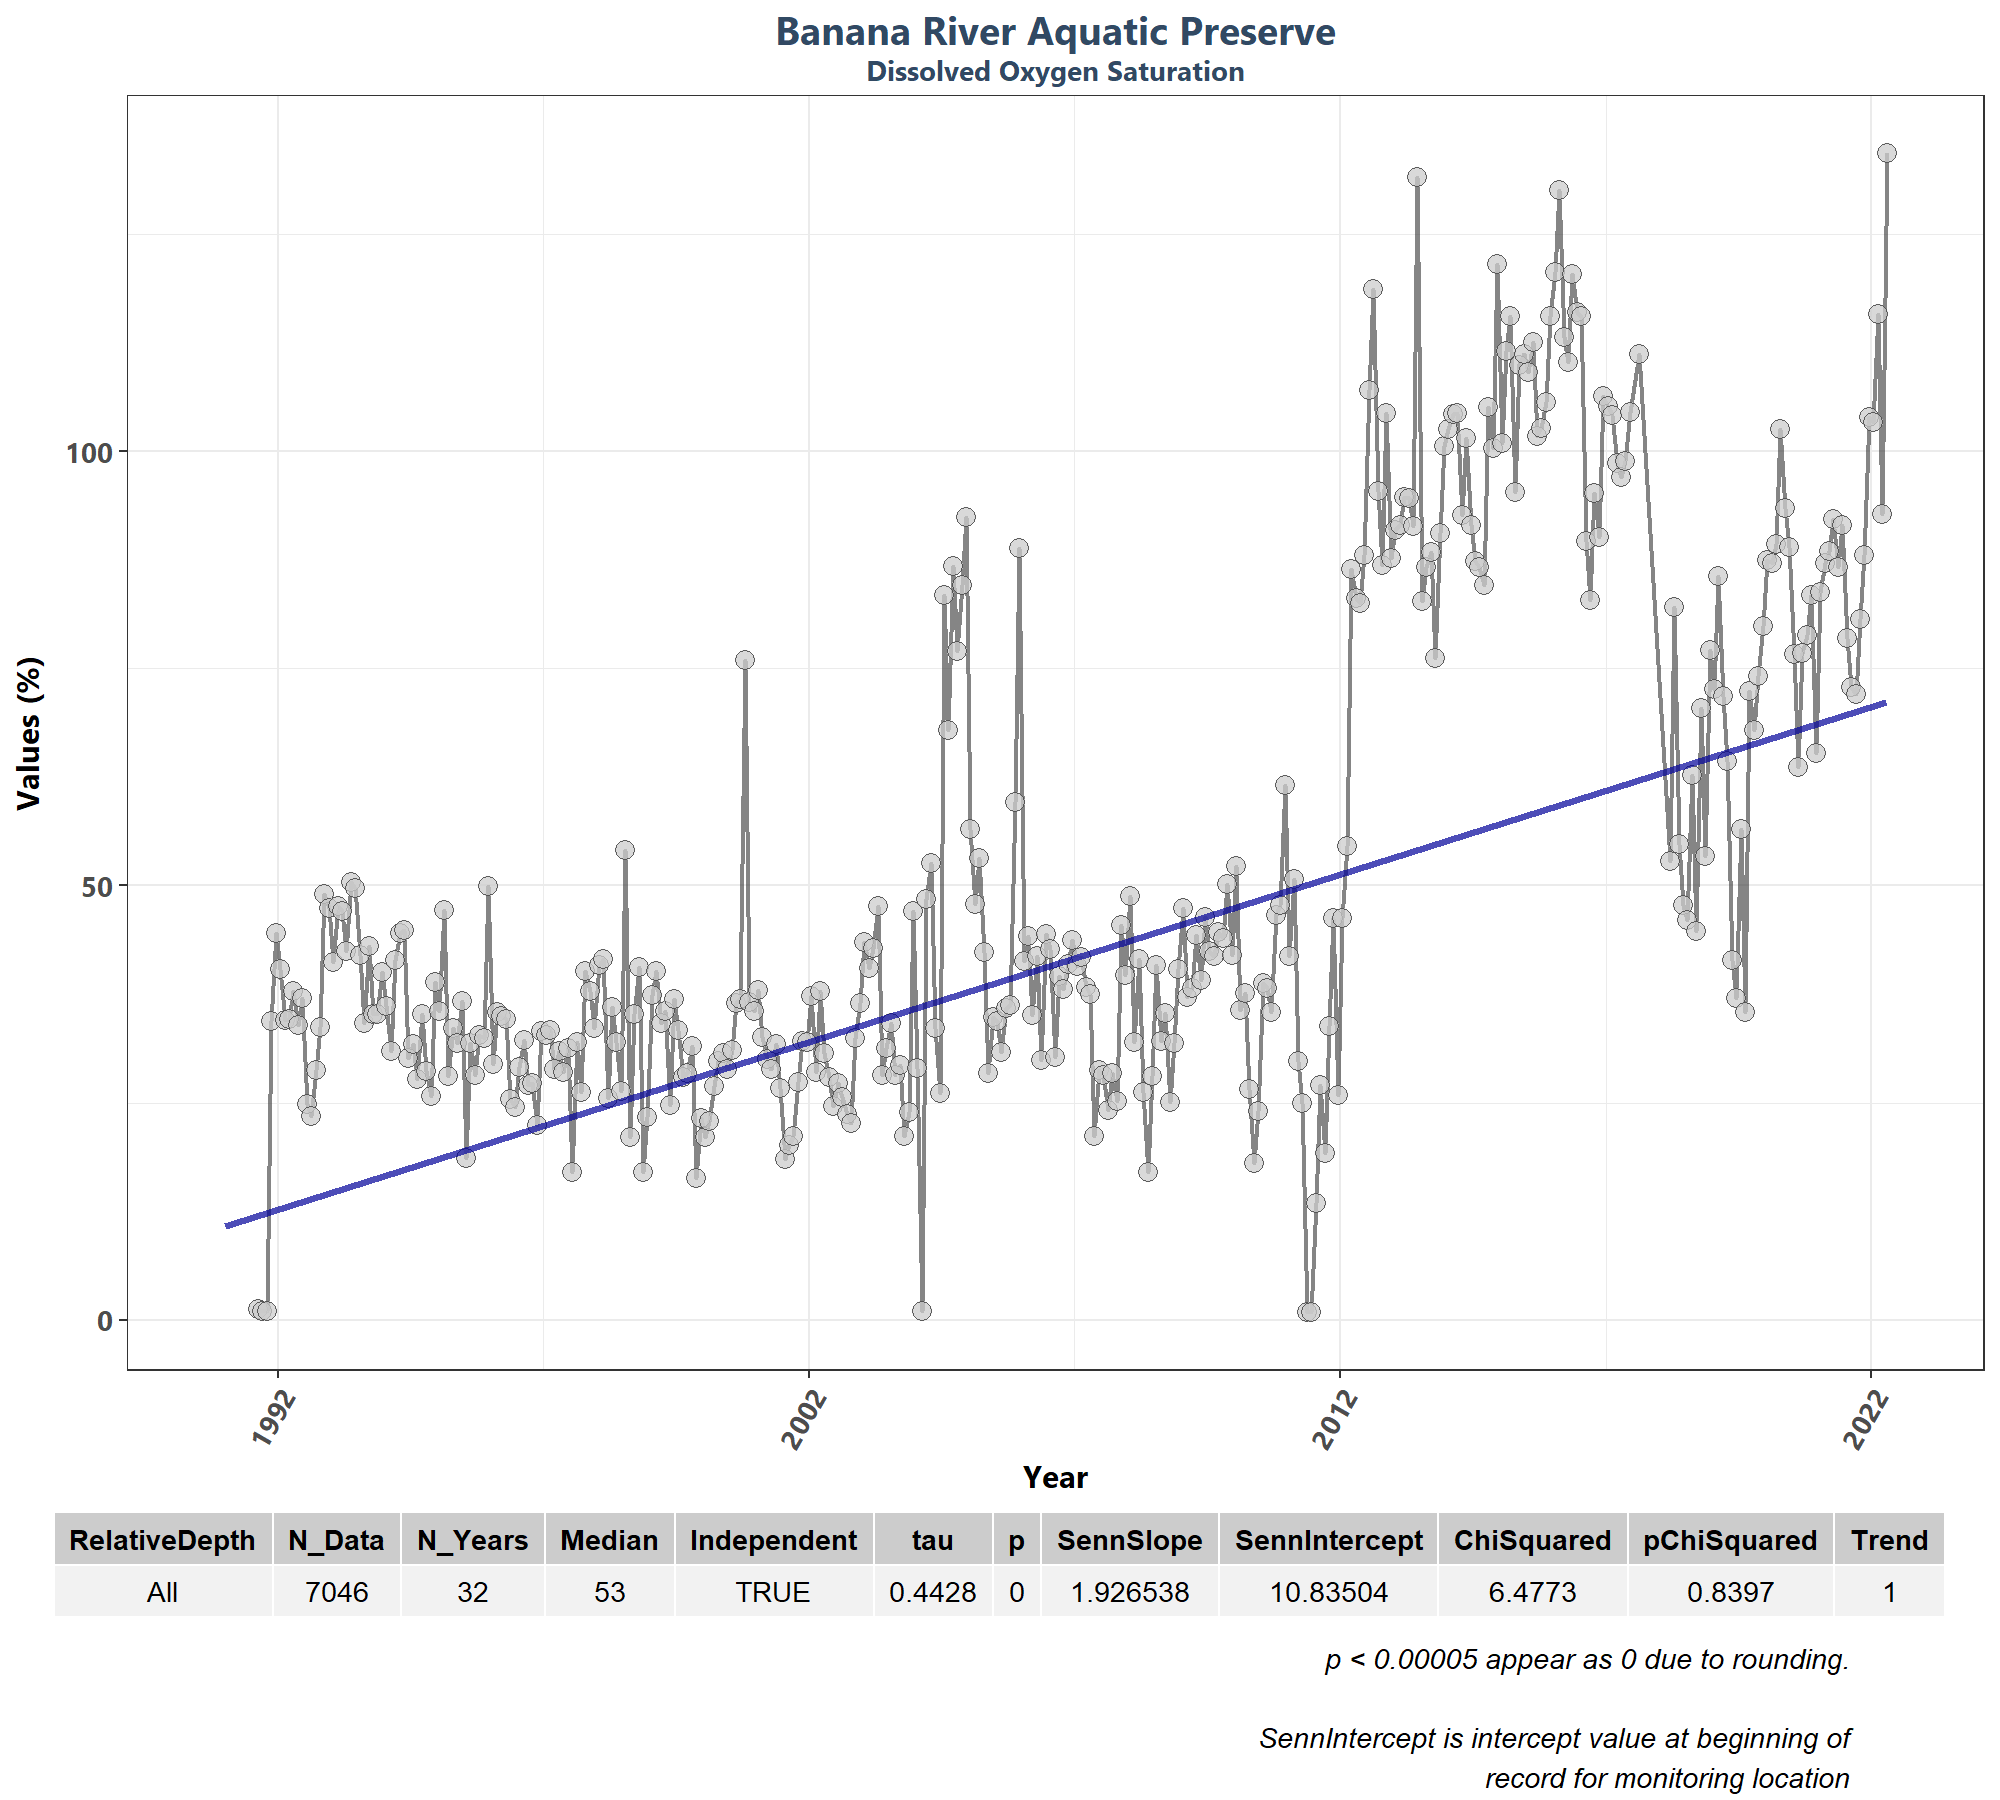 Banana River Aquatic Preserve
Dissolved Oxygen Saturation
Values (%)
100
50
0
1992 2002 2012 2022
Year
RelativeDepth N_Data N_Years Median Independent tau p SennSlope SennIntercept ChiSquared pChiSquared Trend
All 7046 32 53 TRUE 0.4428 0 1.926538 10.83504 6.4773 0.8397 1
p < 0.00005 appear as 0 due to rounding.
SennIntercept is intercept value at beginning of
record for monitoring location